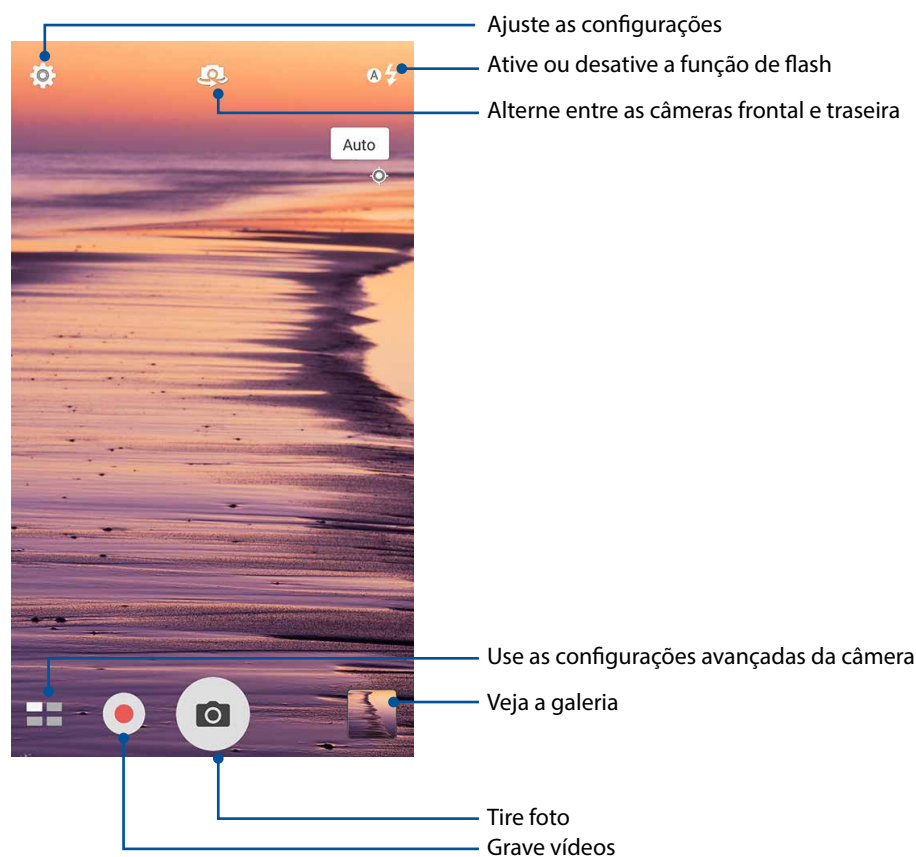 Ajuste as configurações
Ative ou desative a função de flash
Alterne entre as câmeras frontal e traseira
A
Auto
Use as configurações avançadas da câmera
Veja a galeria
Tire foto
Grave vídeos